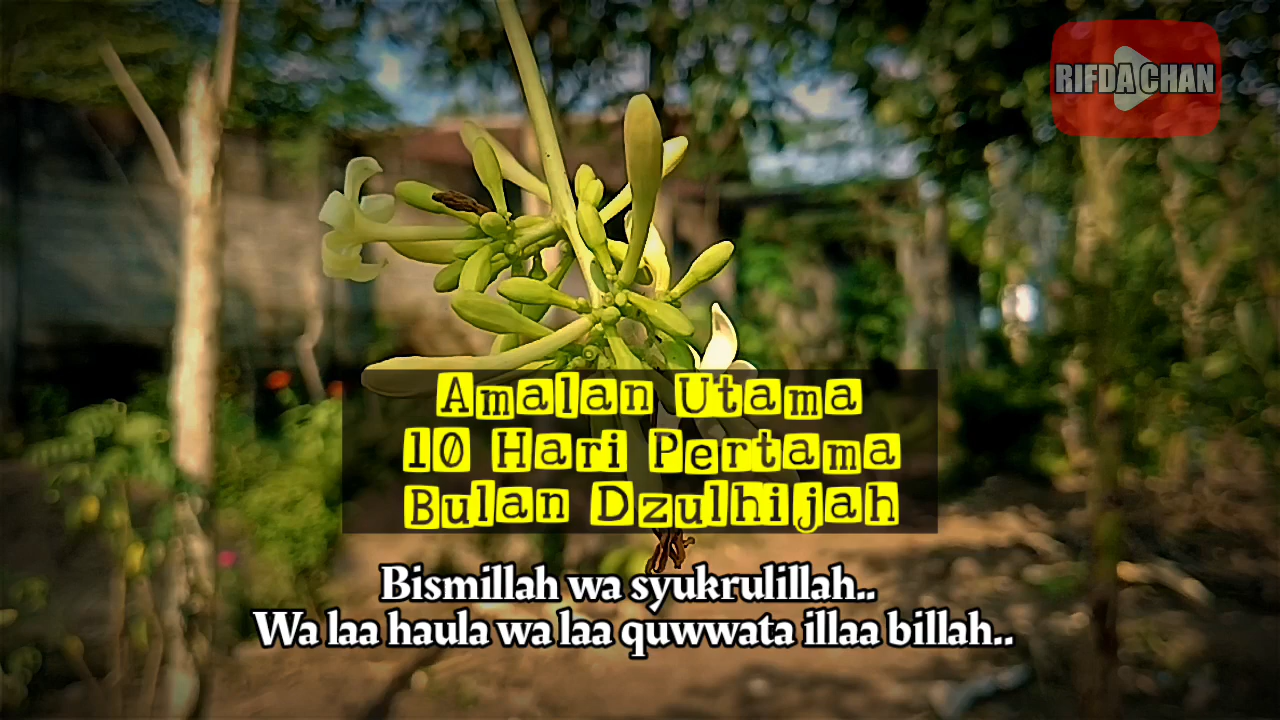 RIFDA CHAN
Amalan Utama
10 Hari Pertama
Bulan Dzulhijah
Bismillah wa syukrulillah..
Wa laa haula wa laa quwwata illaa billah..